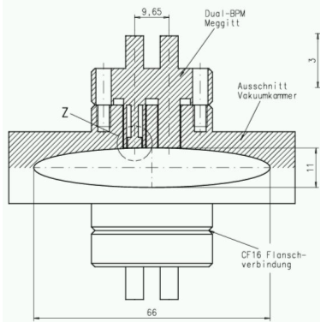 9,65
Dual-BPM
Meggitt
3
Z
Ausschnitt
Vakuumkammer
11
CF16 Flansch-
verbindung
66